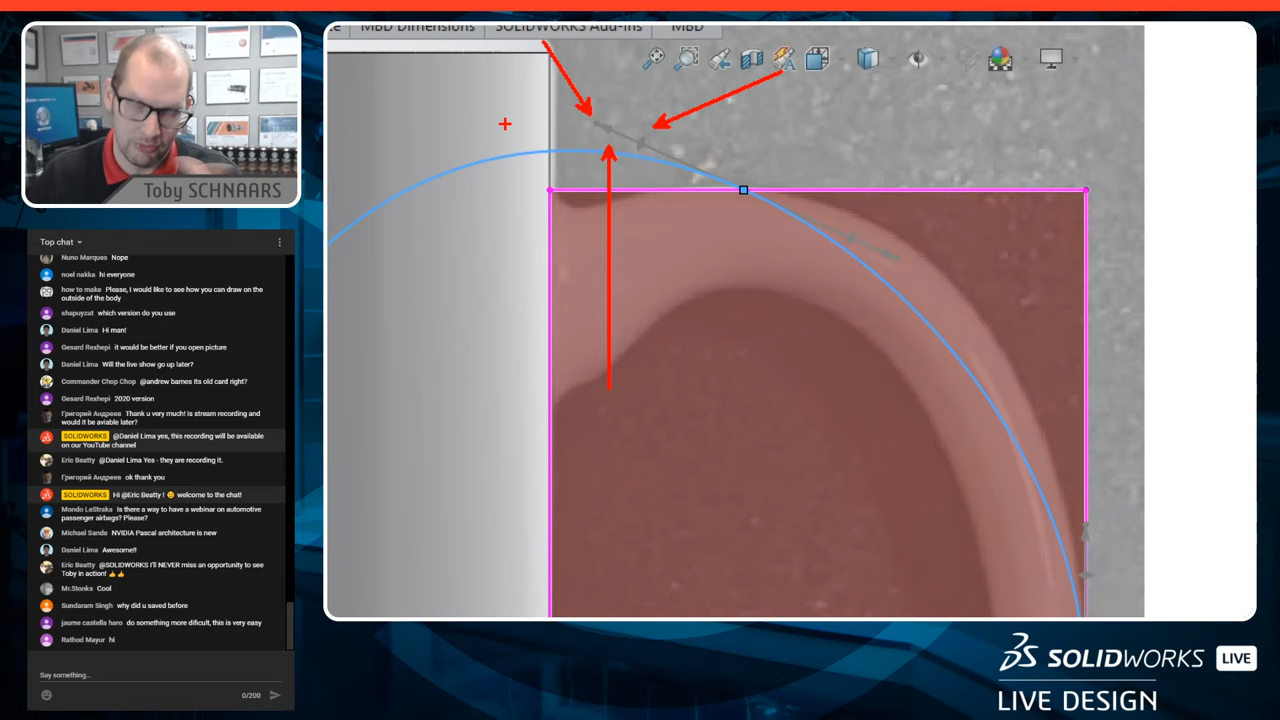 MBD Dimensions
SOLIDWORKS Add-Ins
MBD
Toby SCHNAARS
Top chat
Nuno Marques Nope
noel nakka hi everyone
how to make Please, I would like to see how you can draw on the
outside of the body
shapuyzat which version do you use
Daniel Lima Hi man!
Gesard Rexhepi it would be better if you open picture
Daniel Lima Will the live show go up later?
Commander Chop Chop @andrew barnes Its old card right?
Gesard Rexhepi 2020 version
Григорий Андреев Thank u very much! Is stream recording and
would it be aviable later?
SOLIDWORKS @Daniel Lima yes, this recording will be available
on our YouTube channel
Eric Beatty @Daniel Lima Yes - they are recording it.
Григорий Андреев ok thank you
SOLIDWORKS Hi @Eric Beatty ! 🙂 welcome to the chat!
Mondo LeStraka Is there a way to have a webinar on automotive
passenger airbags? Please?
Michael Sande NVIDIA Pascal architecture is new
Daniel Lima Awesome!!
Eric Beatty @SOLIDWORKS I'll NEVER miss an opportunity to see
Toby in action! 👍👍
Mr.Stonks Cool
Sundaram Singh why did u saved before
jaume castella haro do something more dificult, this is very easy
Rathod Mayur hi
Say something...
0/200
SOLIDWORKS LIVE
LIVE DESIGN